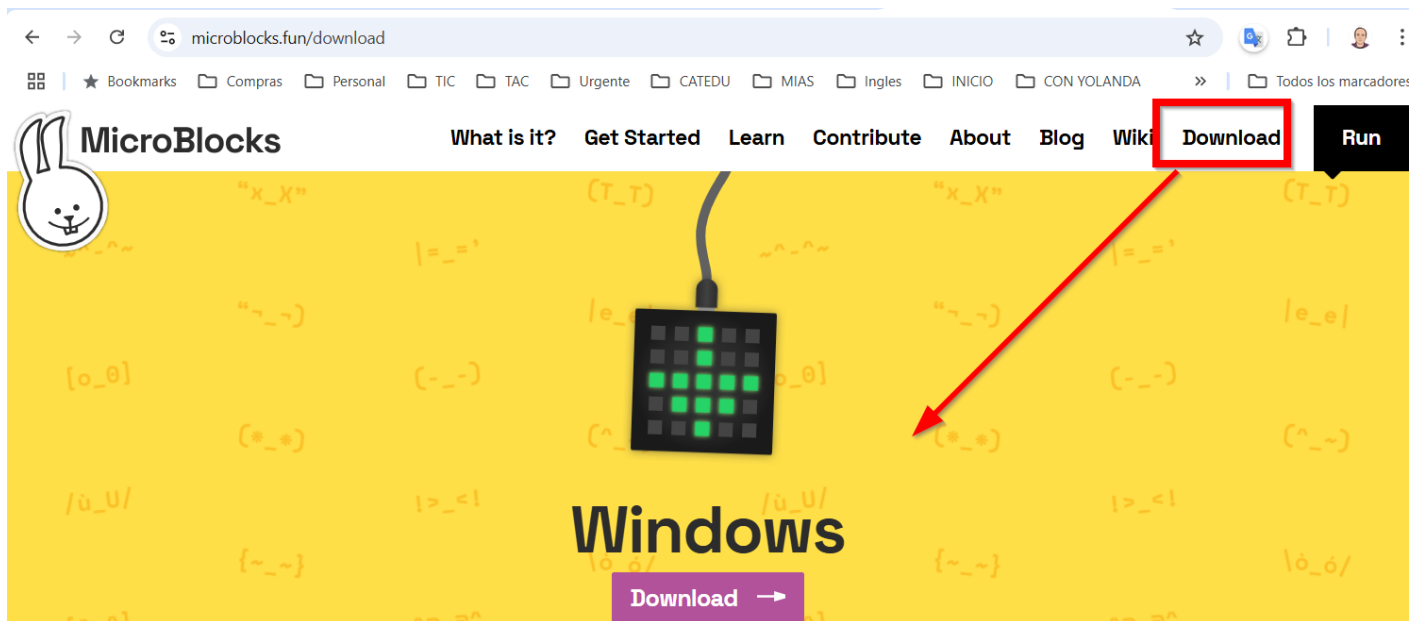 microblocks.fun/download
Bookmarks Compras Personal TIC TAC Urgente CATEDU MIAS Ingles INICIO CON YOLANDA » Todos los marcadores
MicroBlocks What is it? Get Started Learn Contribute About Blog Wiki Download Run
"x_X" (T_T) "x_X" (T_T)
~^-^~ |=_=' ~^-^~ |=_='
"¬_¬) |e_e| "¬_¬) |e_e|
[o_0] (-_-) [o_0] (-_-)
(*_*) (^_~) (*_*) (^_~)
/ù_U/ !>_<! /ù_U/ !>_<!
Windows
{~_~} \ò_ó/ {~_~} \ò_ó/
Download